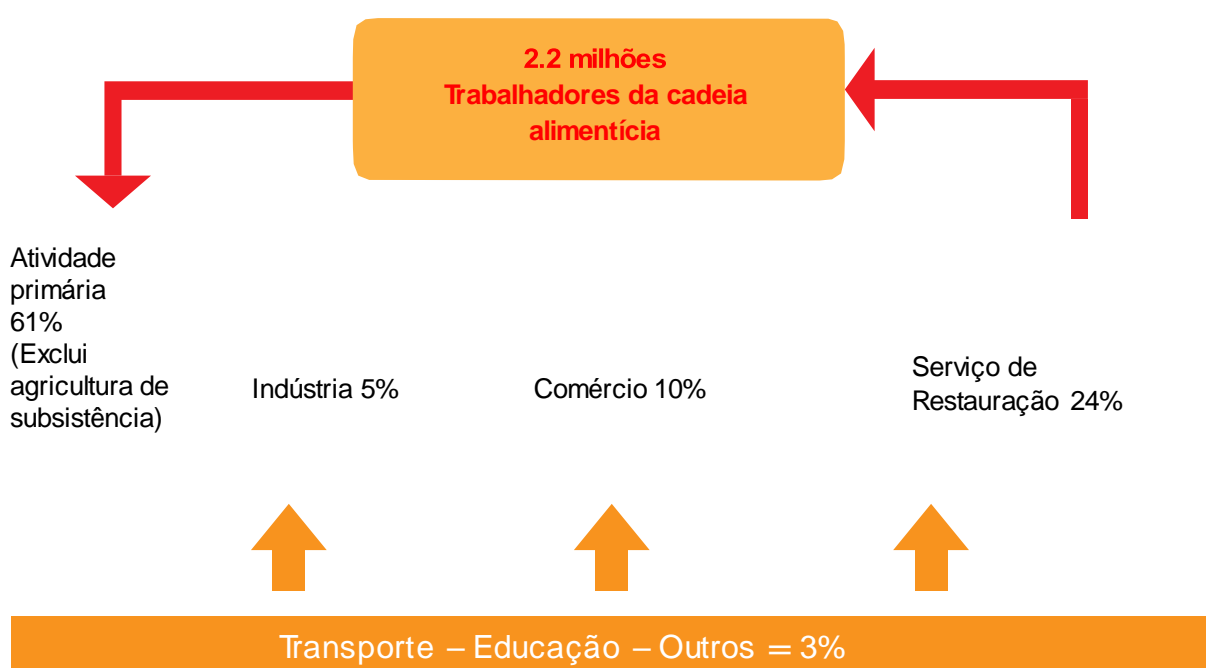 2.2 milhões
Trabalhadores da cadeia
alimentícia
Atividade
primária
61%
(Exclui
agricultura de
subsistência)
Indústria 5%
Comércio 10%
Serviço de
Restauração 24%
Transporte – Educação – Outros = 3%